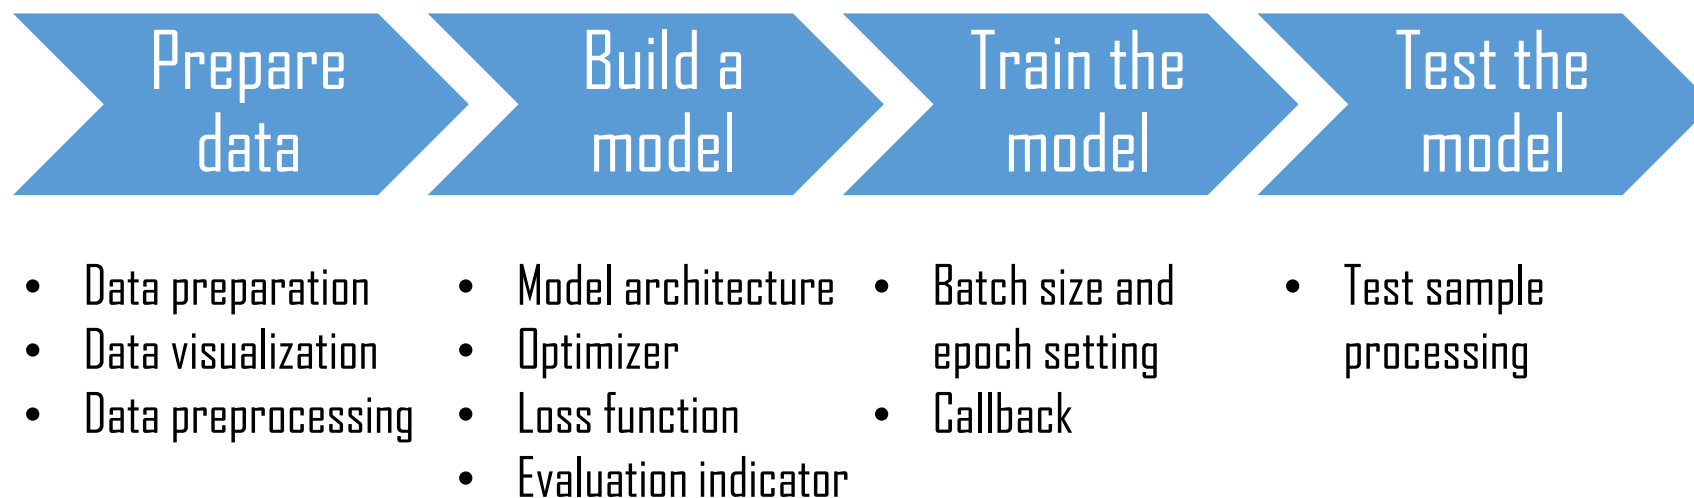 Prepare
data
Build a
model
Train the
model
Test the
model
• Data preparation
• Data visualization
• Data preprocessing
• Model architecture
• Optimizer
• Loss function
• Evaluation indicator
• Batch size and
epoch setting
• Callback
• Test sample
processing